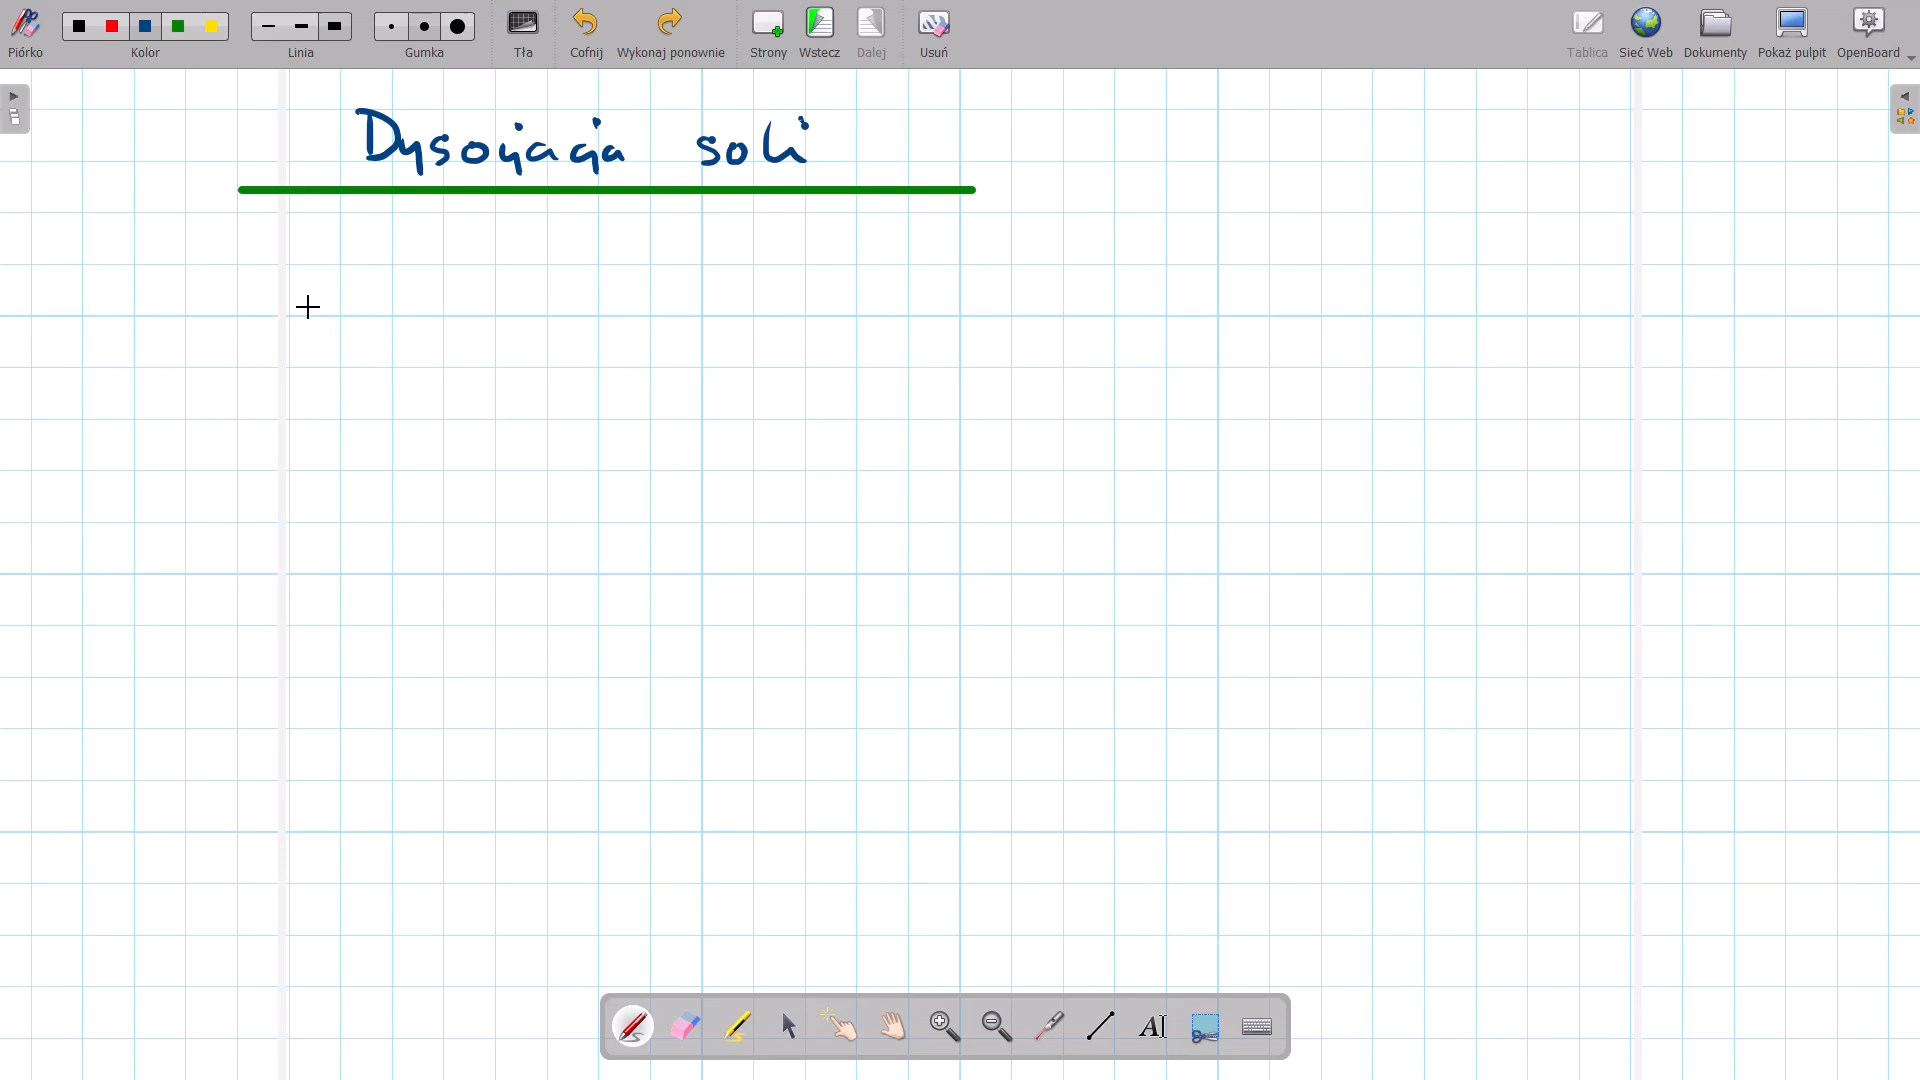 Piórko Kolor Linia Gumka Tła Cofnij Wykonaj ponownie Strony Wstecz Dalej Usuń Tablica Sieć Web Dokumenty Pokaż pulpit OpenBoard
Dysocjacja soli
AI